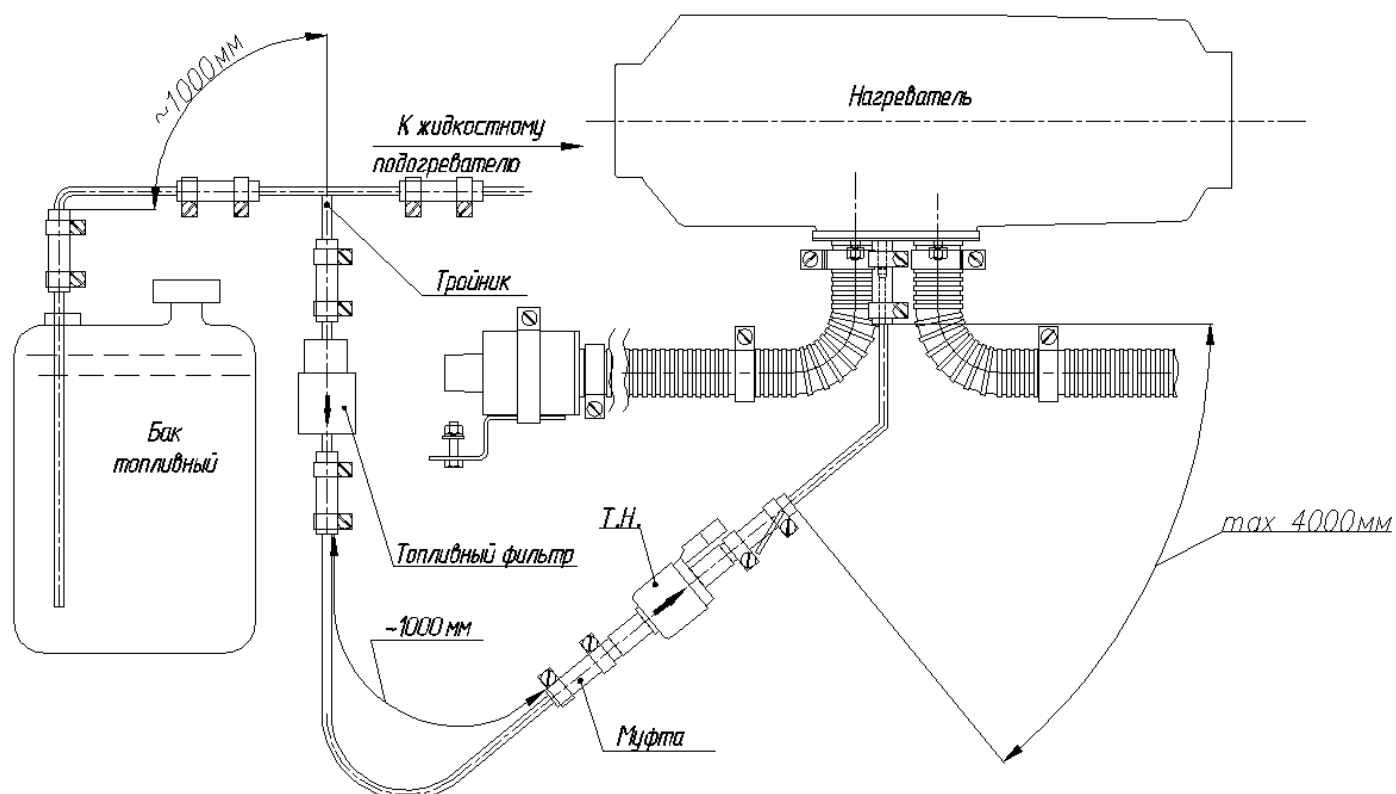 ~1000мм
Нагреватель
К жидкостному
подогревателю
Тройник
Бак
топливный
Т.Н.
max 4000мм
Топливный фильтр
~1000 мм
Муфта